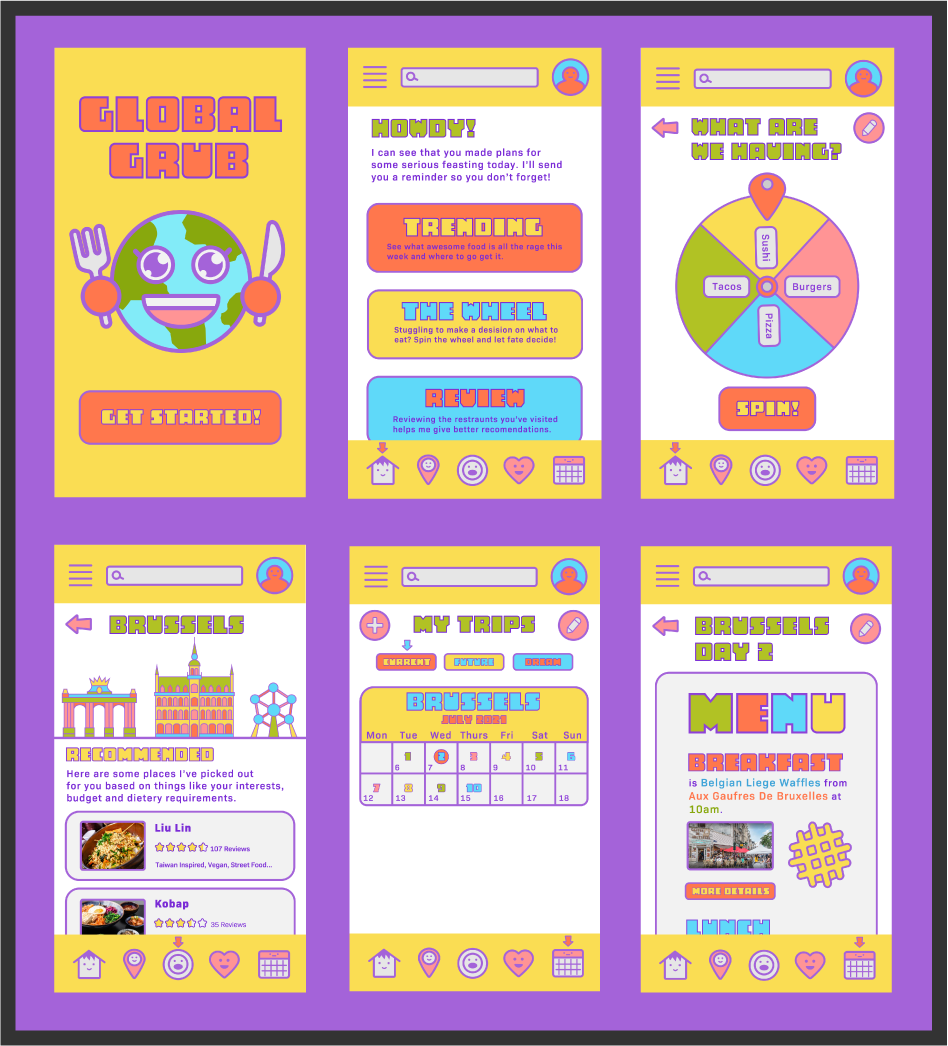 GLOBAL
GRUB
GET STARTED!
HOWDY!
I can see that you made plans for
some serious feasting today. I'll send
you a reminder so you don't forget!
TRENDING
See what awesome food is all the rage this
week and where to go get it.
THE WHEEL
Stuggling to make a desision on what to
eat? Spin the wheel and let fate decide!
REVIEW
Reviewing the restraunts you've visited
helps me give better recomendations.
WHAT ARE
WE HAVING?
Sushi
Tacos
Burgers
Pizza
SPIN!
BRUSSELS
RECOMMENDED
Here are some places I've picked out
for you based on things like your interests,
budget and dietery requirements.
Liu Lin
107 Reviews
Taiwan Inspired, Vegan, Street Food...
Kobap
35 Reviews
MY TRIPS
CURRENT
FUTURE
DREAM
BRUSSELS
JULY 2021
Mon Tue Wed Thurs Fri Sat Sun
1 2 3 4 5 6
6 7 8 9 10 11
7 8 9 10
12 13 14 15 16 17 18
BRUSSELS
DAY 2
MENU
BREAKFAST
is Belgian Liege Waffles from
Aux Gaufres De Bruxelles at
10am.
MORE DETAILS
LUNCH